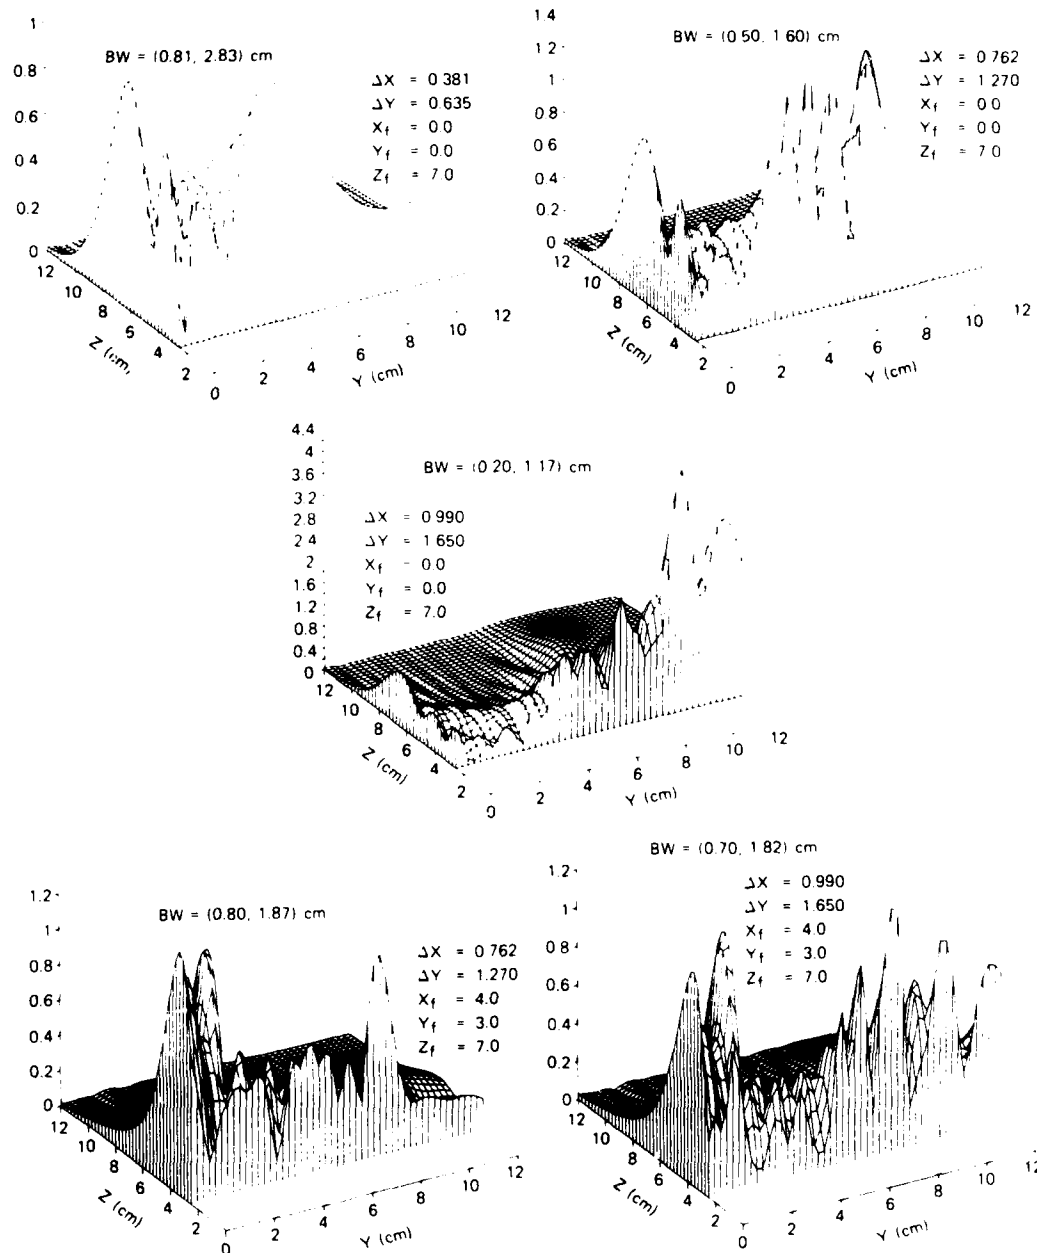 BW = (0.81, 2.83) cm
ΔX = 0 381
ΔY = 0.635
Xf = 0.0
Yf = 0.0
Zf = 7.0
1
0.8
0.6
0.4
0.2
0
12
10
8
6
4
2
Z (cm,
0
2
4
6
8
10
12
Y (cm)
BW = (0 50, 1 60) cm
ΔX = 0 762
ΔY = 1 270
Xf = 0 0
Yf = 0 0
Zf = 7 0
1.4
1.2
1
0.8
0.6
0.4
0.2
0
12
10
8
6
4
2
Z (cm)
0
2
4
6
8
10
12
Y (cm)
BW = (0 20, 1 17) cm
ΔX = 0 990
ΔY = 1 650
Xf - 0.0
Yf = 0.0
Zf = 7.0
4.4
4
3.6
3.2
2.8
2.4
2
1.6
1.2
0.8
0.4
0
12
10
8
6
4
2
Z (cm)
0
2
4
6
8
10
12
Y (cm)
BW = (0.80, 1.87) cm
ΔX = 0.762
ΔY = 1.270
Xf = 4.0
Yf = 3.0
Zf = 7.0
1.2
1
0.8
0.6
0.4
0.2
0
12
10
8
6
4
2
Z (cm)
0
2
4
6
8
10
12
Y (cm)
BW = (0 70, 1 82) cm
ΔX = 0.990
ΔY = 1.650
Xf = 4.0
Yf = 3.0
Zf = 7.0
1.2
1
0 8
0.6
0.4
0.2
0
12
10
8
6
4
2
Z (cm)
0
2
4
6
8
10
Y (cm)